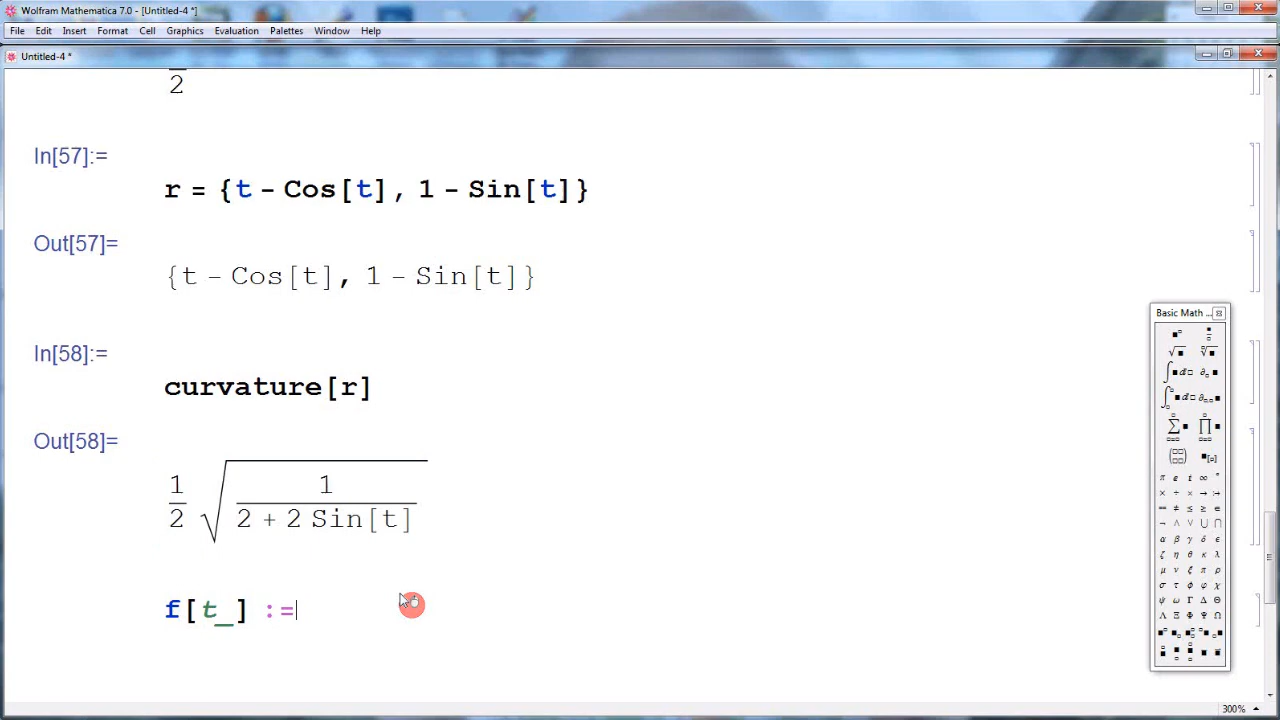 Wolfram Mathematica 7.0 - [Untitled-4 *]
File Edit Insert Format Cell Graphics Evaluation Palettes Window Help
Untitled-4 *
2
In[57]:=
r = {t - Cos[t], 1 - Sin[t]}
Out[57]=
{t - Cos[t], 1 - Sin[t]}
In[58]:=
curvature[r]
Out[58]=
1/2 √(1/(2 + 2 Sin[t]))
f[t_] :=
Basic Math ...
π e i ∞ °
× ÷ × → :→
== ≠ ≤ ≥ ∈
¬ ∧ ∨ ∪ ∩
α β γ δ ε
ζ η θ κ λ
μ ν ξ π ρ
σ τ φ χ ψ
ω Γ Δ Θ
Λ Ξ Φ Ψ Ω
300%